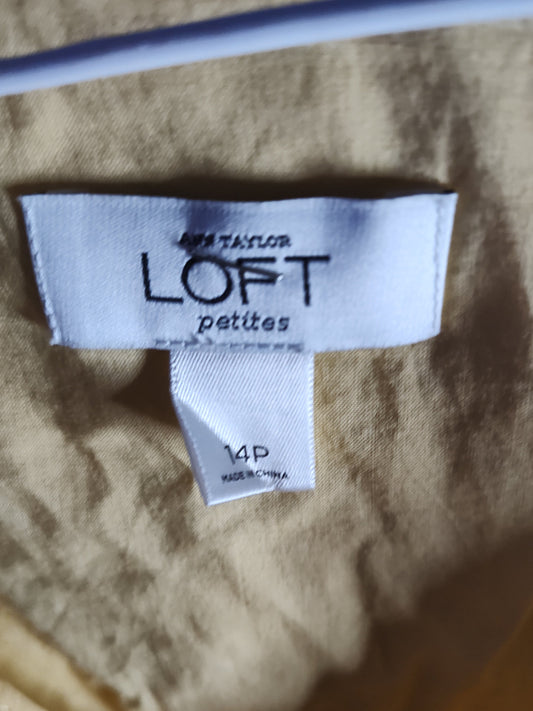 ANN TAYLOR
LOFT
petites
14P
MADE IN CHINA